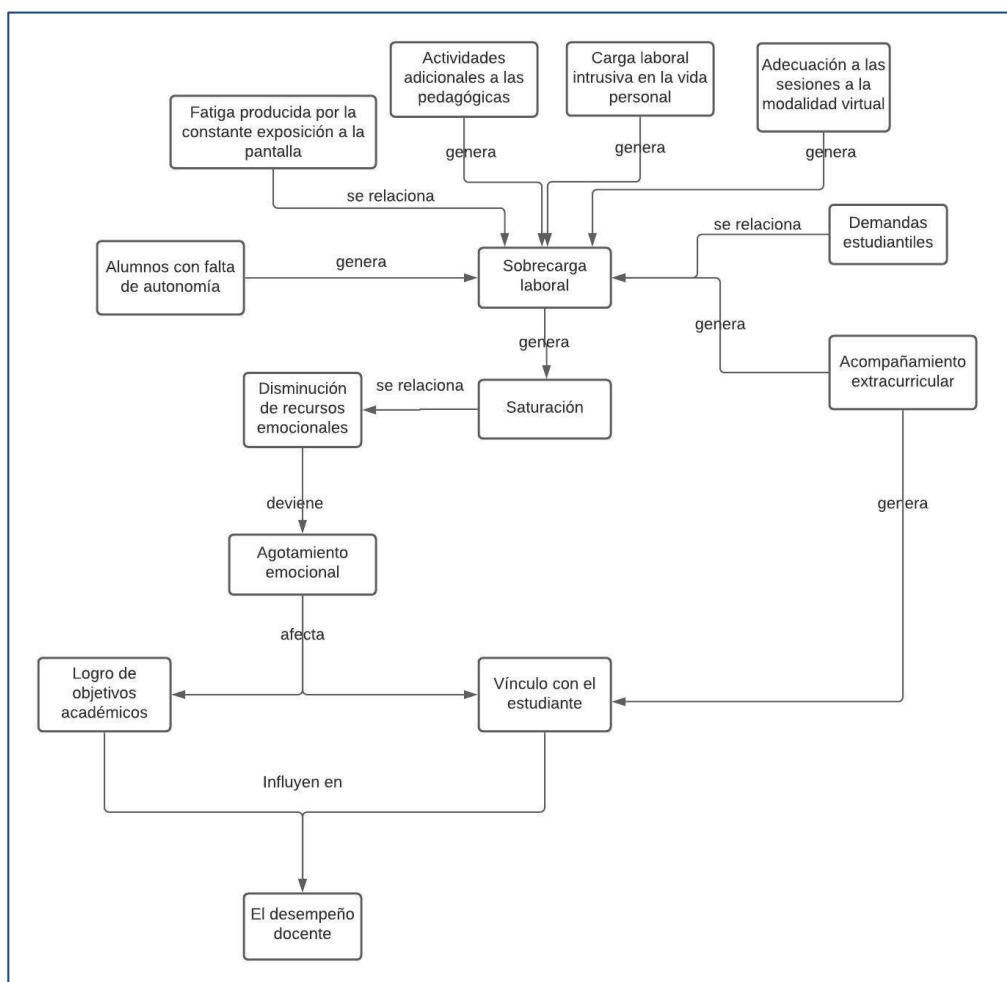 Actividades
adicionales a las
pedagógicas
Carga laboral
intrusiva en la vida
personal
Adecuación a las
sesiones a la
modalidad virtual
Fatiga producida por la
constante exposición a la
pantalla
genera
genera
genera
se relaciona
se relaciona
Demandas
estudiantiles
Alumnos con falta
de autonomía
genera
Sobrecarga
laboral
genera
genera
Acompañamiento
extracurricular
Disminución
de recursos
emocionales
se relaciona
Saturación
deviene
genera
Agotamiento
emocional
afecta
Logro de
objetivos
académicos
Vínculo con el
estudiante
Influyen en
El desempeño
docente